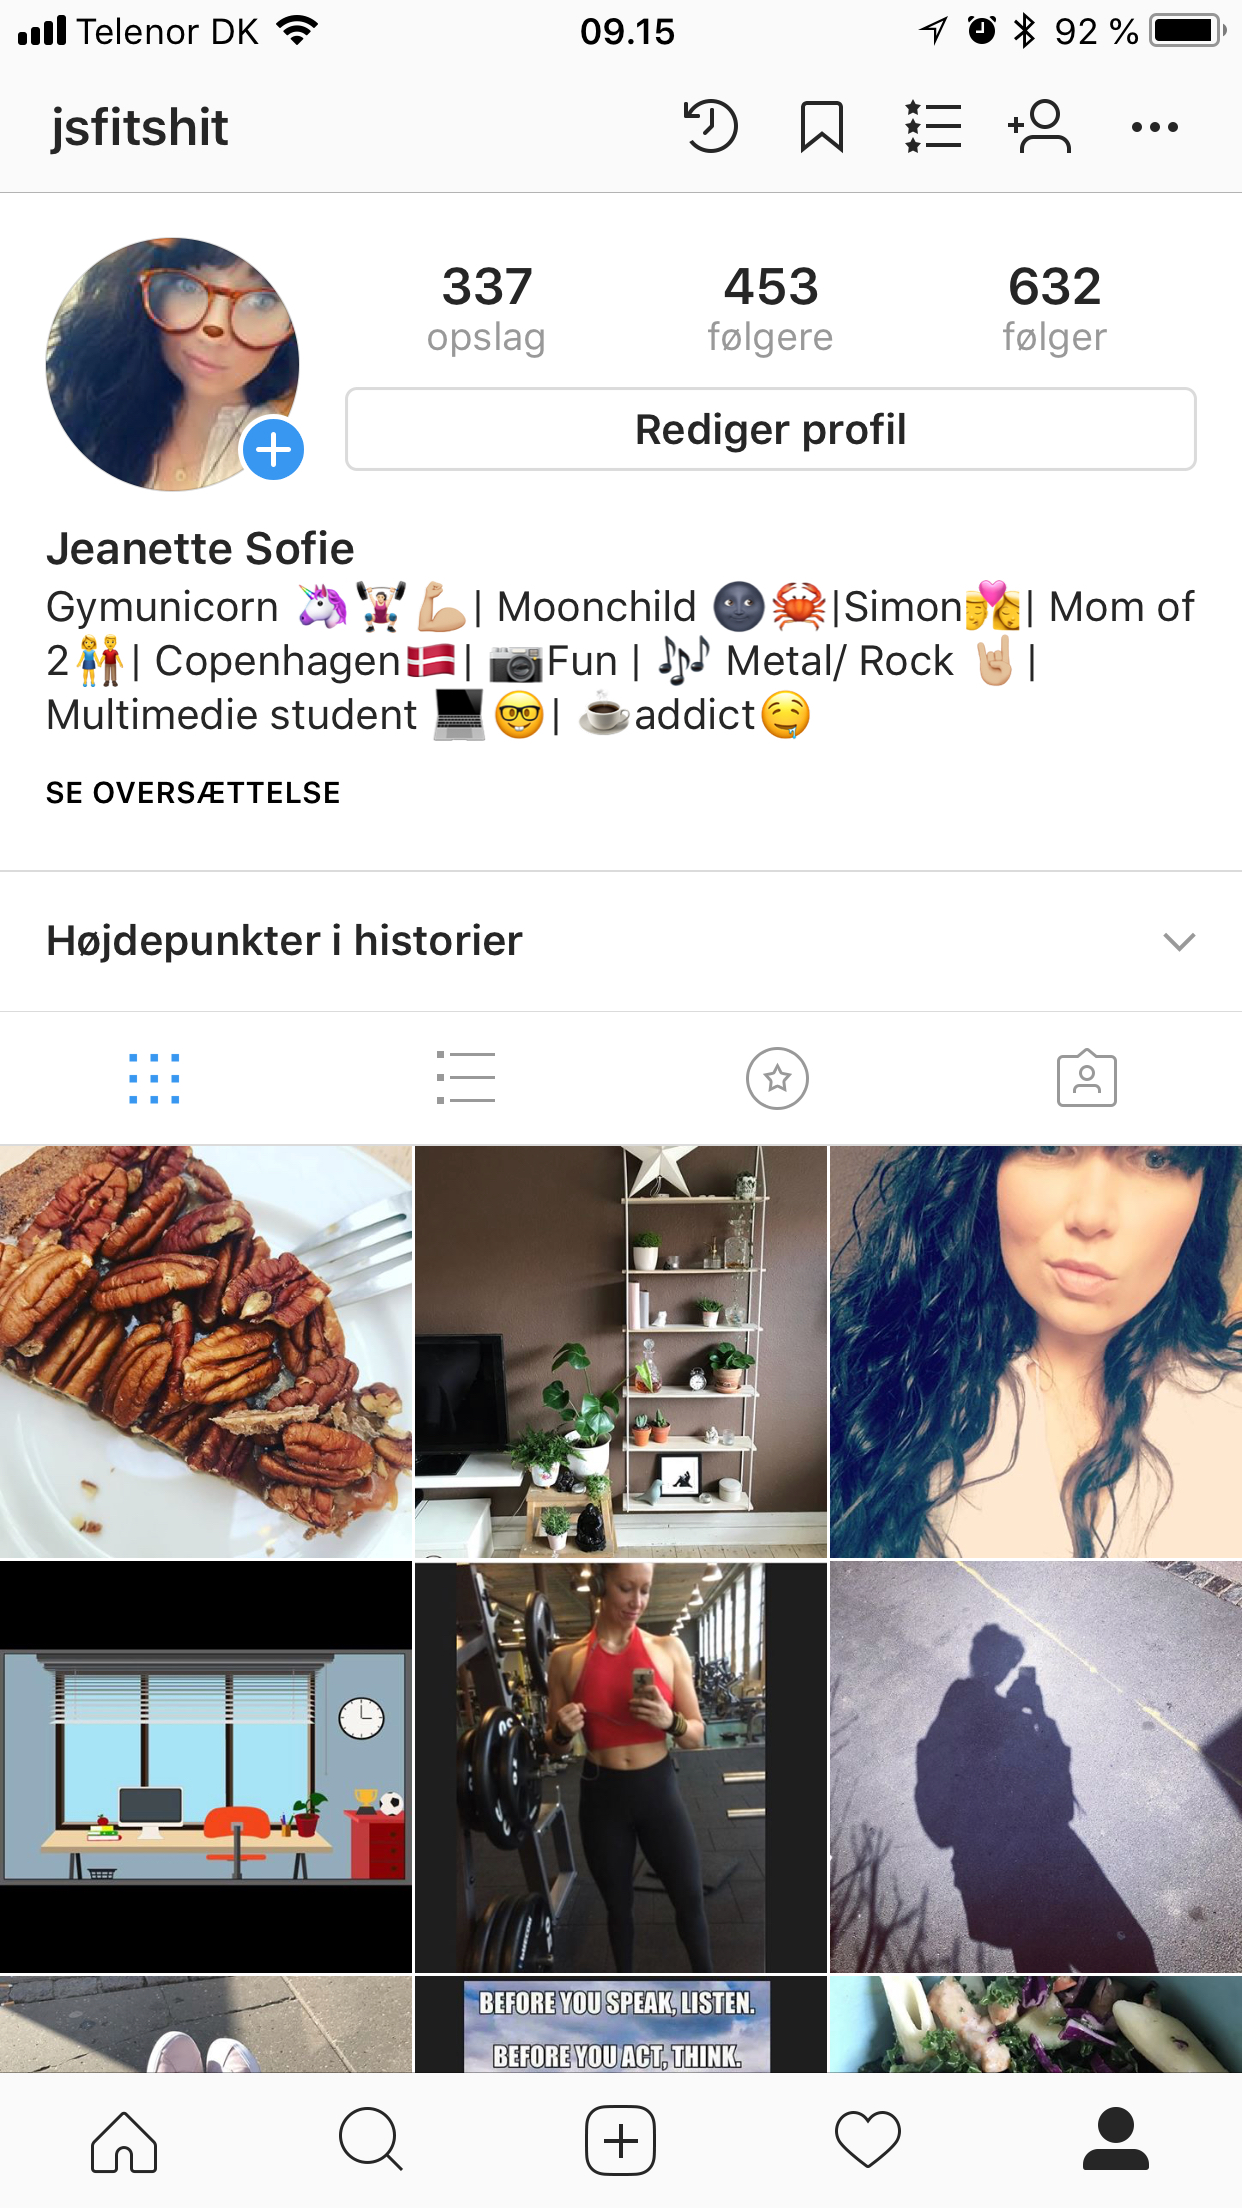 Telenor DK 09.15 92 %
jsfitshit
337 453 632
opslag følgere følger
Rediger profil
Jeanette Sofie
Gymunicorn 🦄🏋🏻‍♀️💪🏼| Moonchild 🌚🦀|Simon💏| Mom of
2👫| Copenhagen🇩🇰| 📷Fun | 🎶 Metal/ Rock 🤘🏼|
Multimedie student 💻🤓| ☕️addict🤤
SE OVERSÆTTELSE
Højdepunkter i historier
BEFORE YOU SPEAK, LISTEN.
BEFORE YOU ACT, THINK.